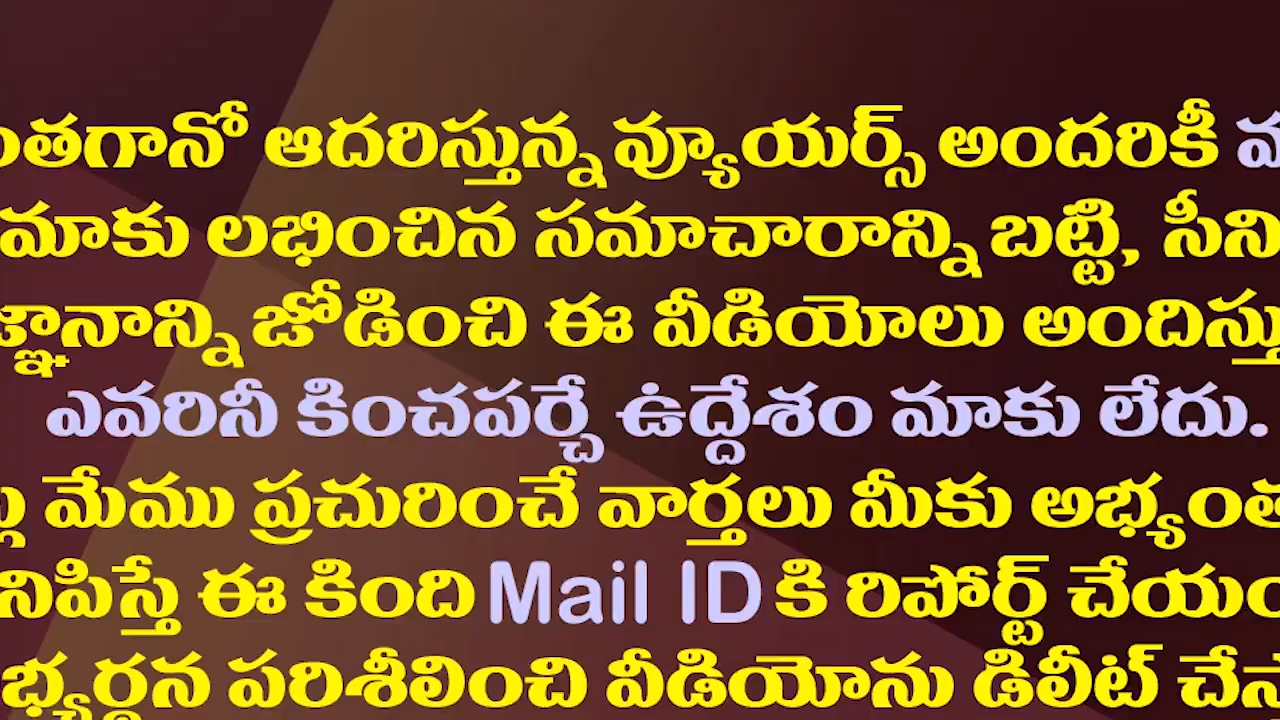 ఆదరిస్తున్న వ్యూయర్స్ అందరికీ
మాకు లభించిన సమాచారాన్ని బట్టి,
జోడించి ఈ వీడియోలు
ఎవరినీ కించపర్చే ఉద్దేశం మాకు లేదు.
మేము ప్రచురించే వార్తలు మీకు
ఈ కింది Mail ID కి రిపోర్ట్
పరిశీలించి వీడియోను డిలీట్